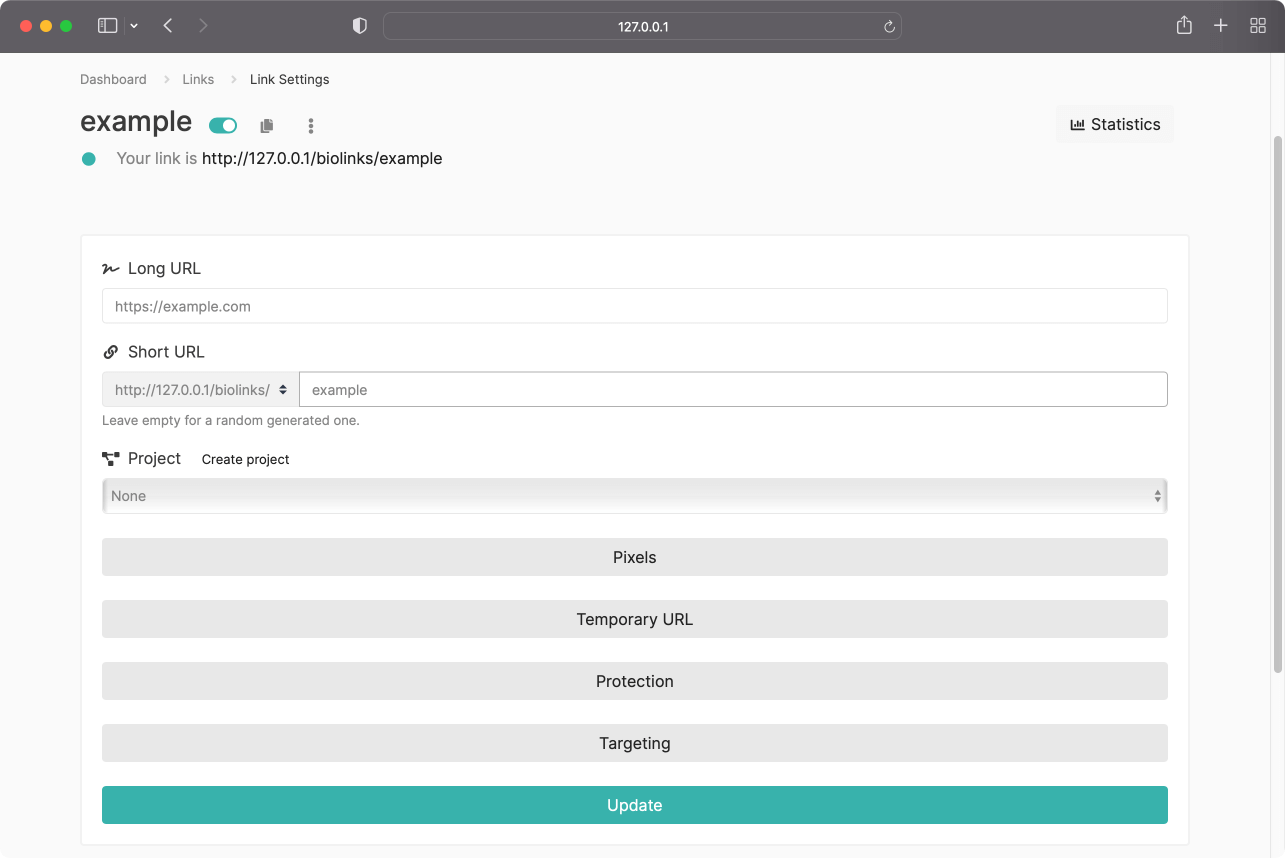 127.0.0.1
Dashboard Links Link Settings
example
Statistics
Your link is http://127.0.0.1/biolinks/example
Long URL
https://example.com
Short URL
http://127.0.0.1/biolinks/ example
Leave empty for a random generated one.
Project Create project
None
Pixels
Temporary URL
Protection
Targeting
Update